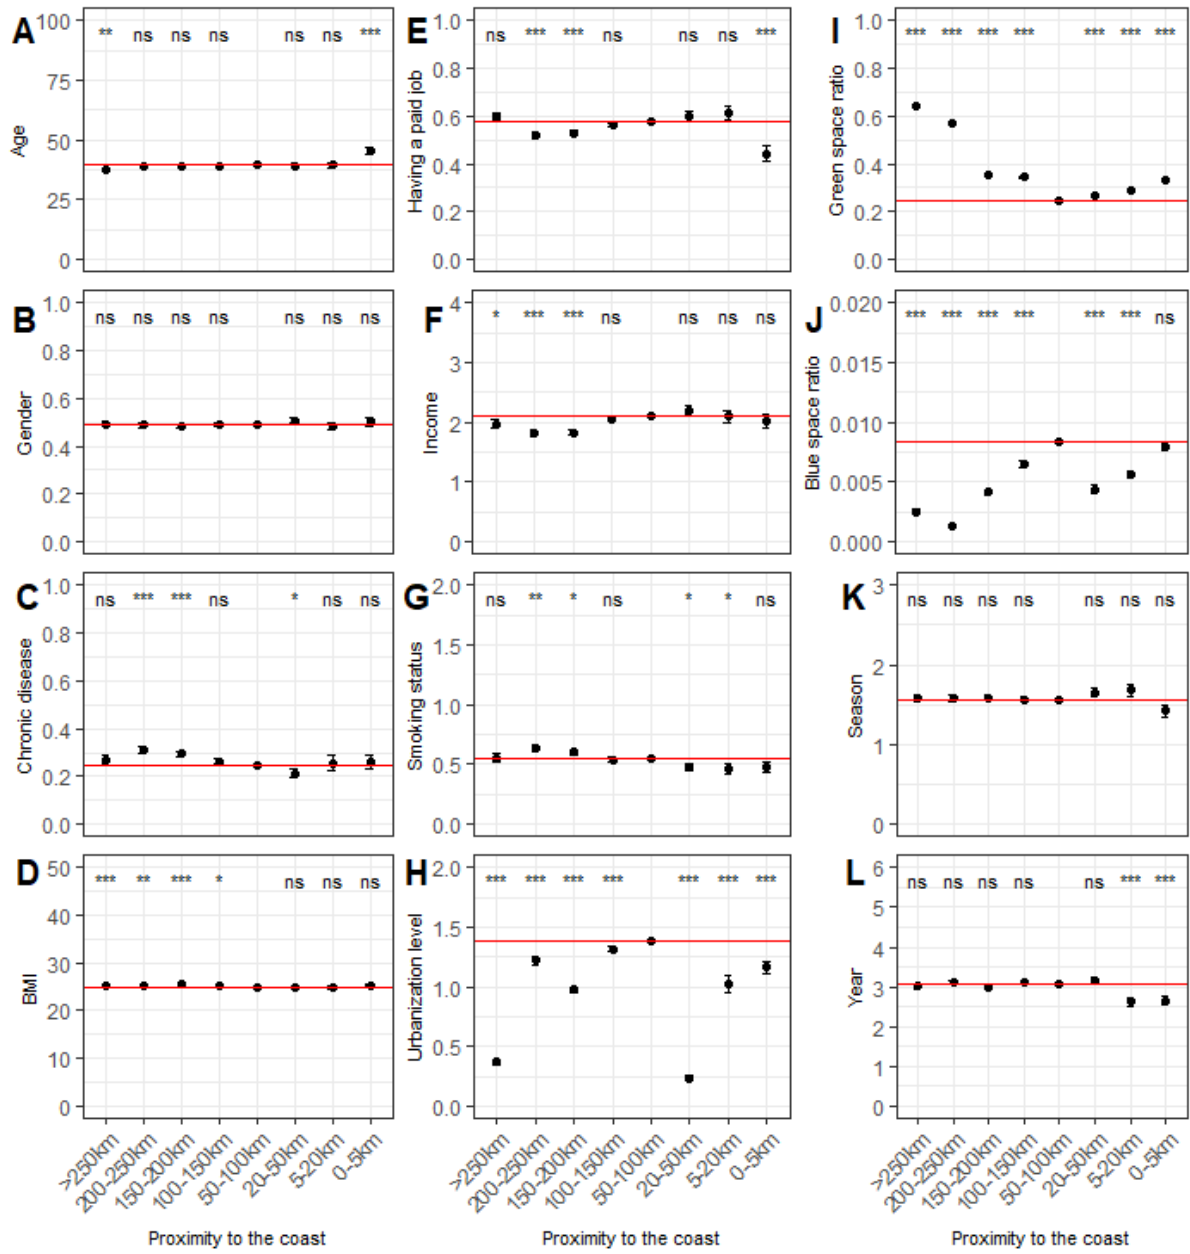 A
Age
100
75
50
25
0
** ns ns ns ns ns ***
E
Having a paid job
1.0
0.8
0.6
0.4
0.2
0.0
ns *** *** ns ns ns ***
I
Green space ratio
1.0
0.8
0.6
0.4
0.2
0.0
*** *** *** *** *** *** ***
B
Gender
1.0
0.8
0.6
0.4
0.2
0.0
ns ns ns ns ns ns ns
F
Income
4
3
2
1
0
* *** *** ns ns ns ns
J
Blue space ratio
0.020
0.015
0.010
0.005
0.000
*** *** *** *** *** *** ns
C
Chronic disease
1.0
0.8
0.6
0.4
0.2
0.0
ns *** *** ns * ns ns
G
Smoking status
2.0
1.5
1.0
0.5
0.0
ns ** * ns * * ns
K
Season
3
2
1
0
ns ns ns ns ns ns ns
D
BMI
50
40
30
20
10
0
*** ** *** * ns ns ns
H
Urbanization level
2.0
1.5
1.0
0.5
0.0
*** *** *** *** *** *** ***
L
Year
6
5
4
3
2
1
0
ns ns ns ns ns *** ***
>250km
200-250km
150-200km
100-150km
50-100km
20-50km
5-20km
0-5km
>250km
200-250km
150-200km
100-150km
50-100km
20-50km
5-20km
0-5km
>250km
200-250km
150-200km
100-150km
50-100km
20-50km
5-20km
0-5km
Proximity to the coast
Proximity to the coast
Proximity to the coast